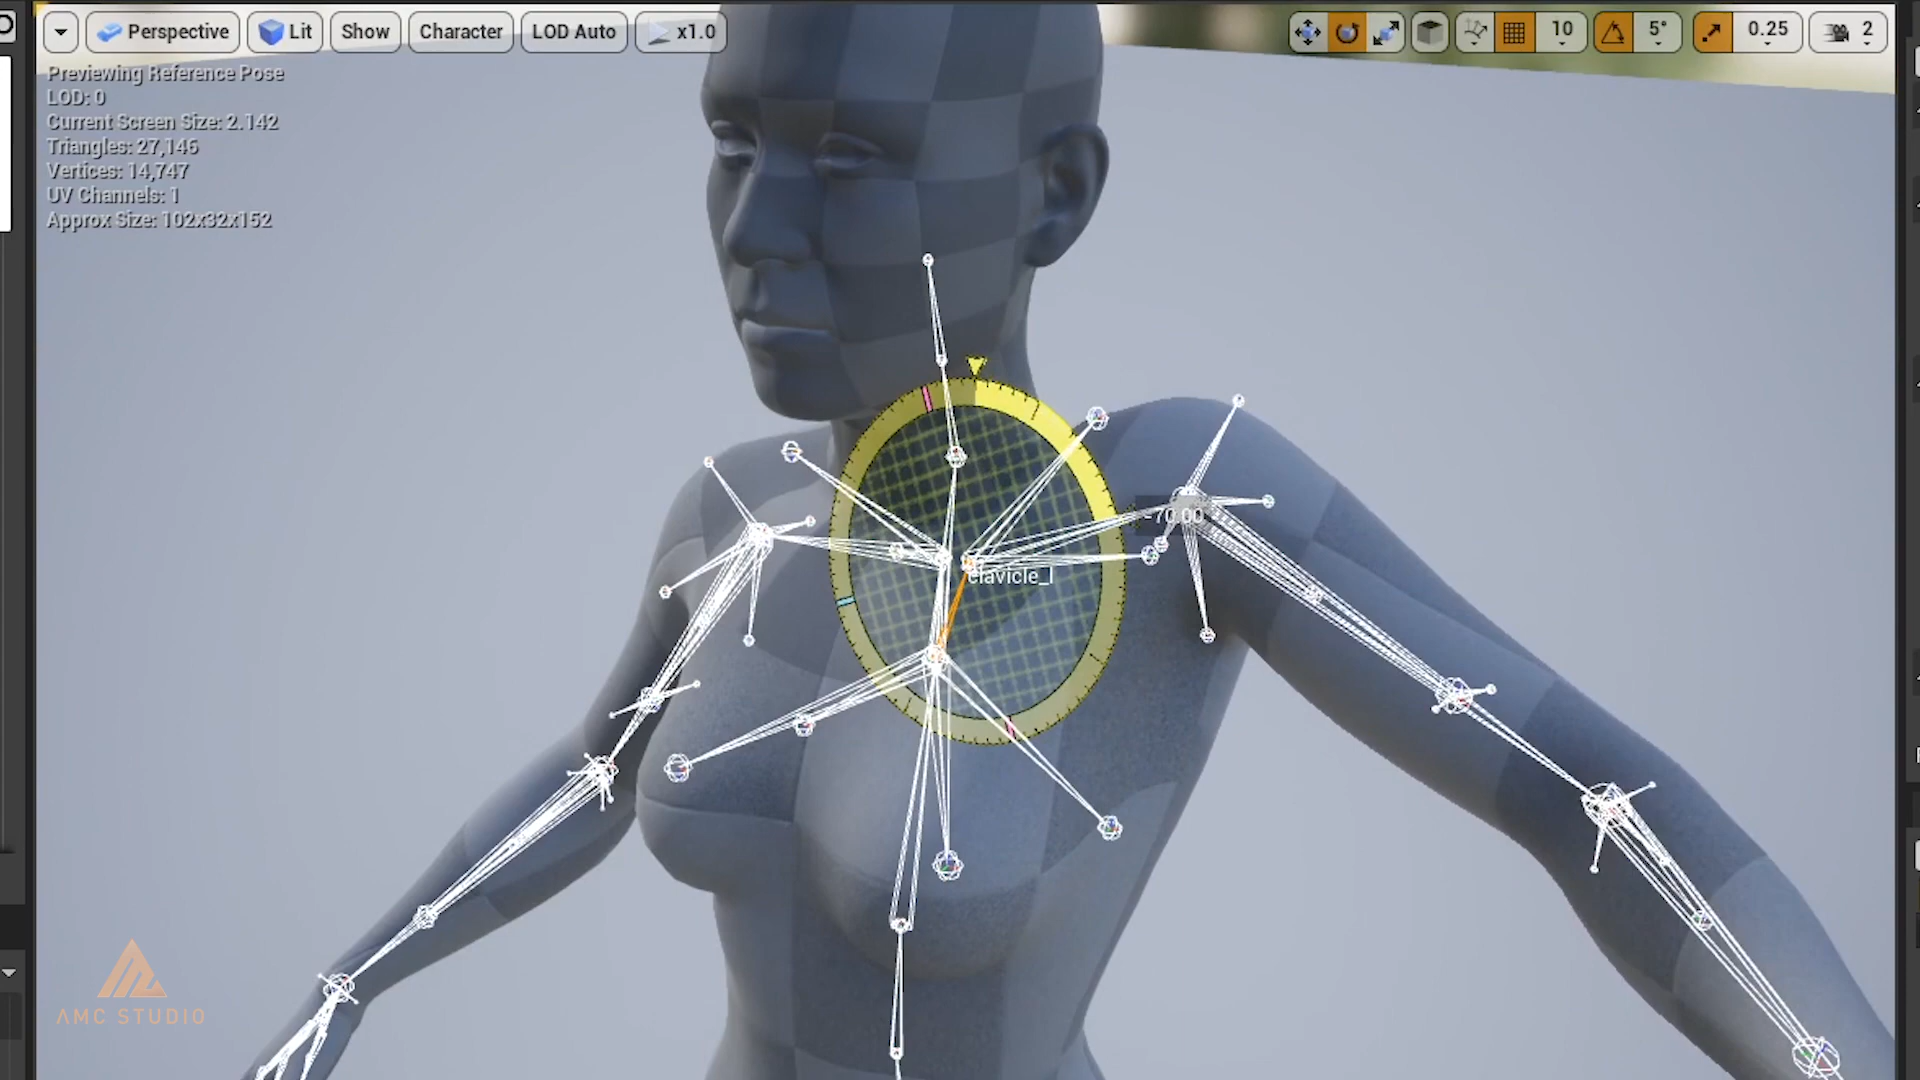 Perspective
Lit
Show
Character
LOD Auto
x1.0
10
5°
0.25
2
Previewing Reference Pose
LOD: 0
Current Screen Size: 2.142
Triangles: 27,146
Vertices: 14,747
UV Channels: 1
Approx Size: 102x32x152
-70.00
clavicle_l
AMC STUDIO